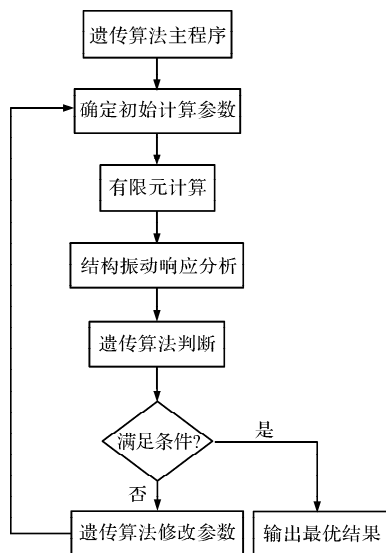 遗传算法主程序
确定初始计算参数
有限元计算
结构振动响应分析
遗传算法判断
满足条件?
是
否
遗传算法修改参数
输出最优结果